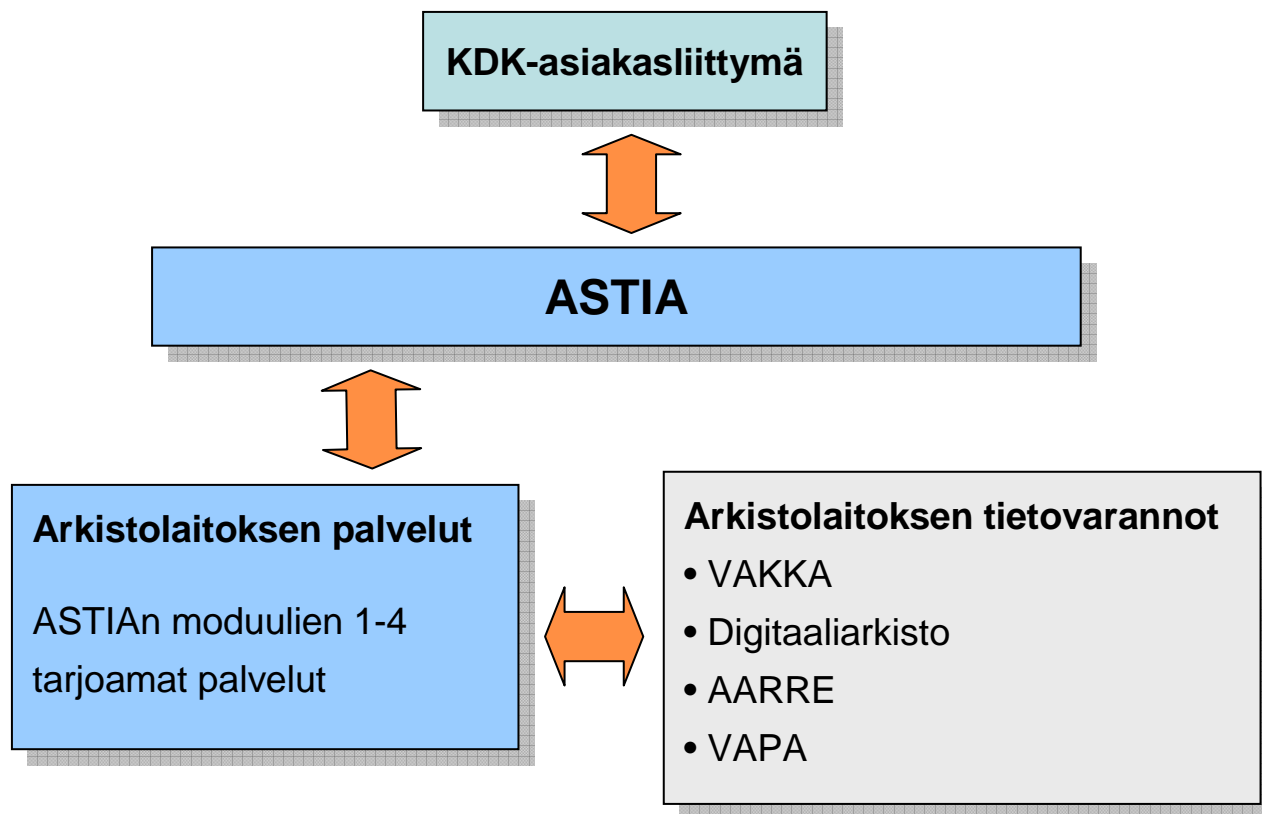 KDK-asiakasliittymä
ASTIA
Arkistolaitoksen palvelut
ASTIAn moduulien 1-4
tarjoamat palvelut
Arkistolaitoksen tietovarannot
• VAKKA
• Digitaaliarkisto
• AARRE
• VAPA